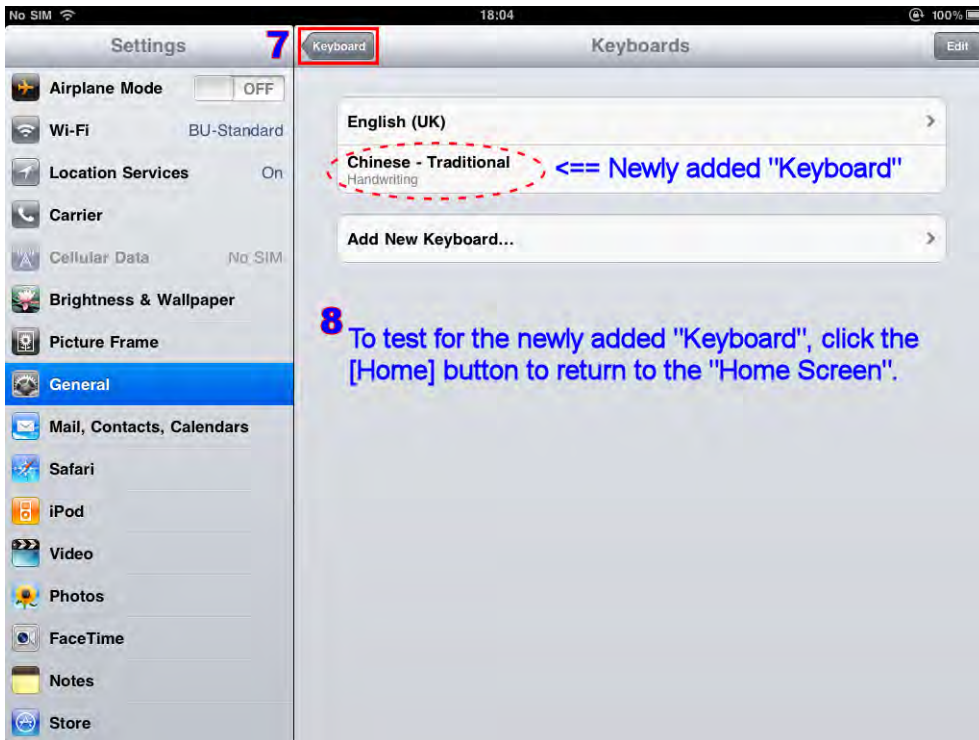 No SIM 18:04 100%
Settings 7 Keyboard Keyboards Edit
Airplane Mode OFF
Wi-Fi BU-Standard
Location Services On
Carrier
Cellular Data No SIM
Brightness & Wallpaper
Picture Frame
General
Mail, Contacts, Calendars
Safari
iPod
Video
Photos
FaceTime
Notes
Store
English (UK)
Chinese - Traditional <== Newly added "Keyboard"
Handwriting
Add New Keyboard...
8 To test for the newly added "Keyboard", click the
[Home] button to return to the "Home Screen".